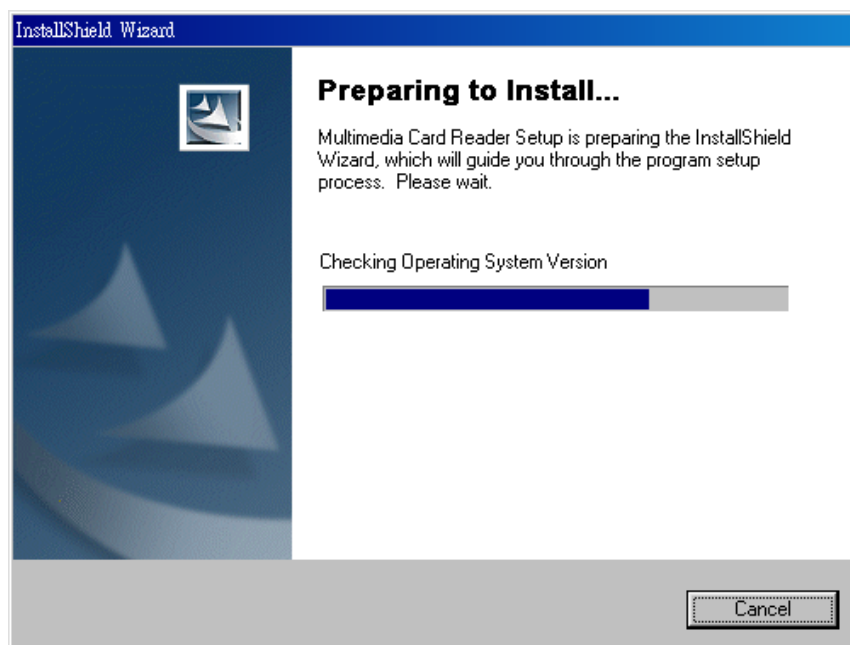 InstallShield Wizard
Preparing to Install...
Multimedia Card Reader Setup is preparing the InstallShield
Wizard, which will guide you through the program setup
process. Please wait.
Checking Operating System Version
Cancel